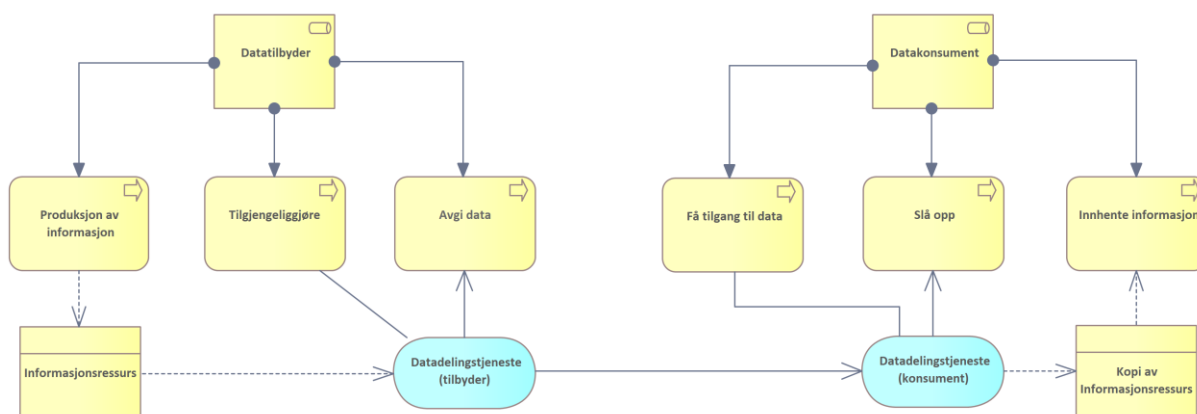 Datatilbyder
Datakonsument
Produksjon av
informasjon
Tilgjengeliggjøre
Avgi data
Få tilgang til data
Slå opp
Innhente informasjon
Informasjonsressurs
Datadelingstjeneste
(tilbyder)
Datadelingstjeneste
(konsument)
Kopi av
Informasjonsressurs